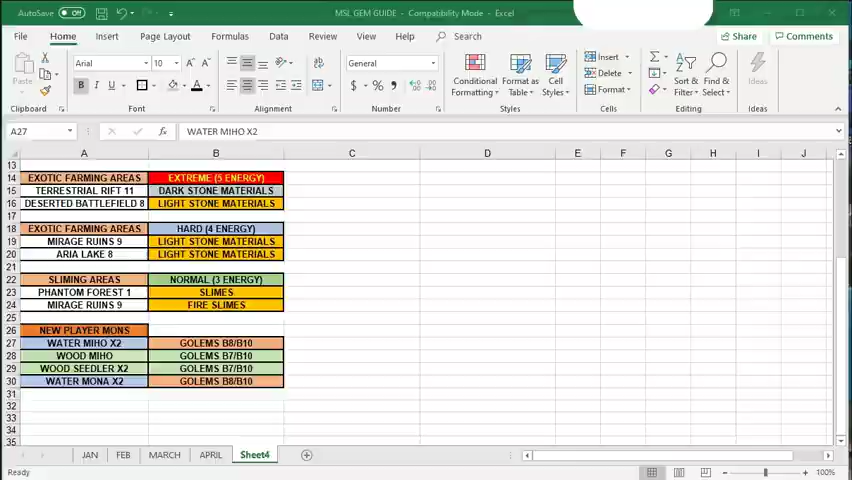 AutoSave Off MSL GEM GUIDE - Compatibility Mode - Excel
File Home Insert Page Layout Formulas Data Review View Help Search Share Comments
Paste Arial 10 General Conditional Formatting Format as Table Cell Styles Insert Delete Format Sort & Filter Find & Select Ideas
Clipboard Font Alignment Number Styles Cells Editing Ideas
A27 fx WATER MIHO X2
A B C D E F G H I J
13
14 EXOTIC FARMING AREAS EXTREME (5 ENERGY)
15 TERRESTRIAL RIFT 11 DARK STONE MATERIALS
16 DESERTED BATTLEFIELD 8 LIGHT STONE MATERIALS
17
18 EXOTIC FARMING AREAS HARD (4 ENERGY)
19 MIRAGE RUINS 9 LIGHT STONE MATERIALS
20 ARIA LAKE 8 LIGHT STONE MATERIALS
21
22 SLIMING AREAS NORMAL (3 ENERGY)
23 PHANTOM FOREST 1 SLIMES
24 MIRAGE RUINS 9 FIRE SLIMES
25
26 NEW PLAYER MONS
27 WATER MIHO X2 GOLEMS B8/B10
28 WOOD MIHO GOLEMS B7/B10
29 WOOD SEEDLER X2 GOLEMS B7/B10
30 WATER MONA X2 GOLEMS B8/B10
31
32
33
34
35
JAN FEB MARCH APRIL Sheet4
Ready 100%